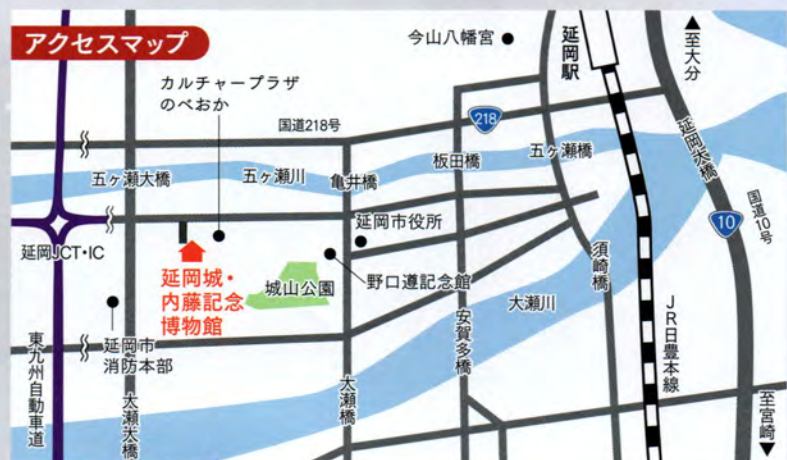 アクセスマップ
今山八幡宮
延岡駅
▲至大分
カルチャープラザ
のべおか
国道218号
218
延岡大橋
五ヶ瀬大橋
五ヶ瀬川
亀井橋
板田橋
五ヶ瀬橋
国道10号
10
延岡JCT・IC
延岡市役所
延岡城・
内藤記念
博物館
城山公園
野口遵記念館
須崎橋
大瀬川
JR日豊本線
安賀多橋
延岡市
消防本部
東九州自動車道
大瀬大橋
大瀬橋
至宮崎▼